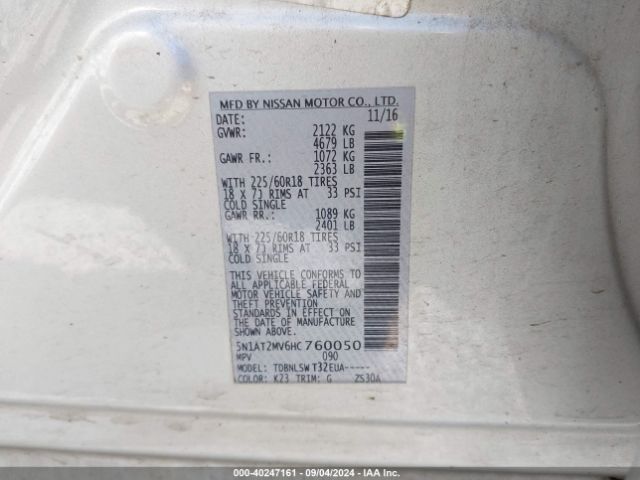 MFD BY NISSAN MOTOR CO., LTD.
DATE: 11/16
GVWR: 2122 KG
4679 LB
GAWR FR.: 1072 KG
2363 LB
WITH 225/60R18 TIRES
18 X 7J RIMS AT 33 PSI
COLD SINGLE
GAWR RR.: 1089 KG
2401 LB
WITH 225/60R18 TIRES
18 X 7J RIMS AT 33 PSI
COLD SINGLE
THIS VEHICLE CONFORMS TO
ALL APPLICABLE FEDERAL
MOTOR VEHICLE SAFETY AND
THEFT PREVENTION
STANDARDS IN EFFECT ON
THE DATE OF MANUFACTURE
SHOWN ABOVE.
5N1AT2MV6HC760050
MPV 090
MODEL: TDBNLSW T32EUA-----
COLOR: K23 TRIM: G ZS30A
000-40247161 - 09/04/2024 - IAA Inc.